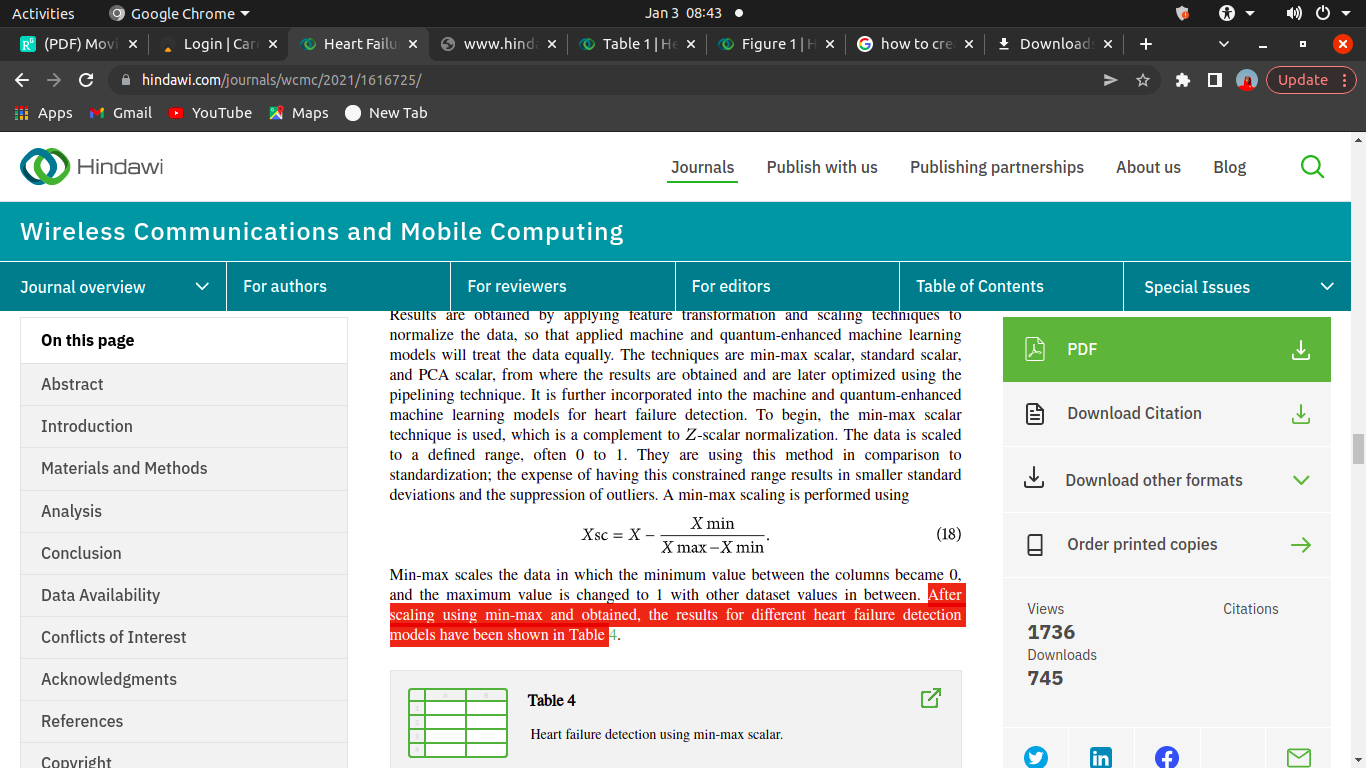 Activities
Google Chrome
Jan 3 08:43
(PDF) Movi
Login | Car
Heart Failu
www.hinda
Table 1 | He
Figure 1 | H
how to cre
Downloads
hindawi.com/journals/wcmc/2021/1616725/
Update
Apps
Gmail
YouTube
Maps
New Tab
Hindawi
Journals
Publish with us
Publishing partnerships
About us
Blog
Wireless Communications and Mobile Computing
Journal overview
For authors
For reviewers
For editors
Table of Contents
Special Issues
On this page
Abstract
Introduction
Materials and Methods
Analysis
Conclusion
Data Availability
Conflicts of Interest
Acknowledgments
References
Copyright
Results are obtained by applying feature transformation and scaling techniques to
normalize the data, so that applied machine and quantum-enhanced machine learning
models will treat the data equally. The techniques are min-max scalar, standard scalar,
and PCA scalar, from where the results are obtained and are later optimized using the
pipelining technique. It is further incorporated into the machine and quantum-enhanced
machine learning models for heart failure detection. To begin, the min-max scalar
technique is used, which is a complement to Z-scalar normalization. The data is scaled
to a defined range, often 0 to 1. They are using this method in comparison to
standardization; the expense of having this constrained range results in smaller standard
deviations and the suppression of outliers. A min-max scaling is performed using
Xsc = X − X min / X max−X min. (18)
Min-max scales the data in which the minimum value between the columns became 0,
and the maximum value is changed to 1 with other dataset values in between. After
scaling using min-max and obtained, the results for different heart failure detection
models have been shown in Table 4.
Table 4
Heart failure detection using min-max scalar.
PDF
Download Citation
Download other formats
Order printed copies
Views
1736
Citations
Downloads
745